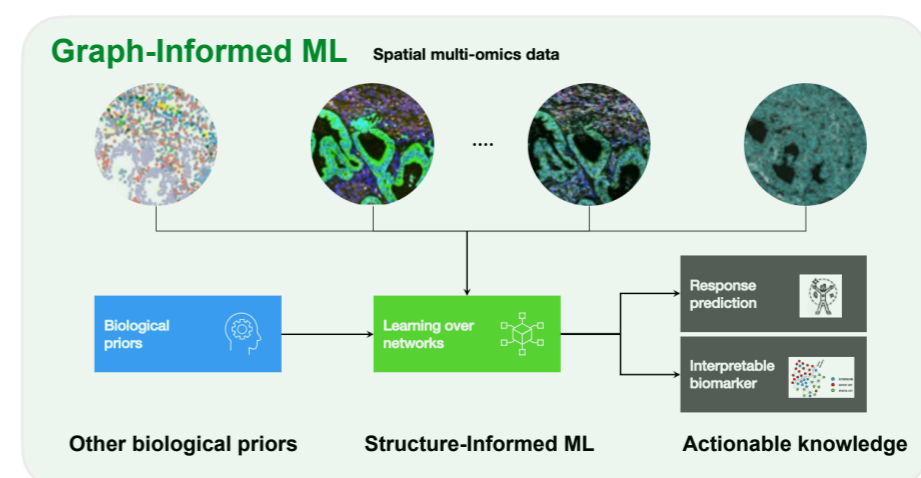 Graph-Informed ML
Spatial multi-omics data
....
Biological
priors
Learning over
networks
Response
prediction
Interpretable
biomarker
Other biological priors
Structure-Informed ML
Actionable knowledge